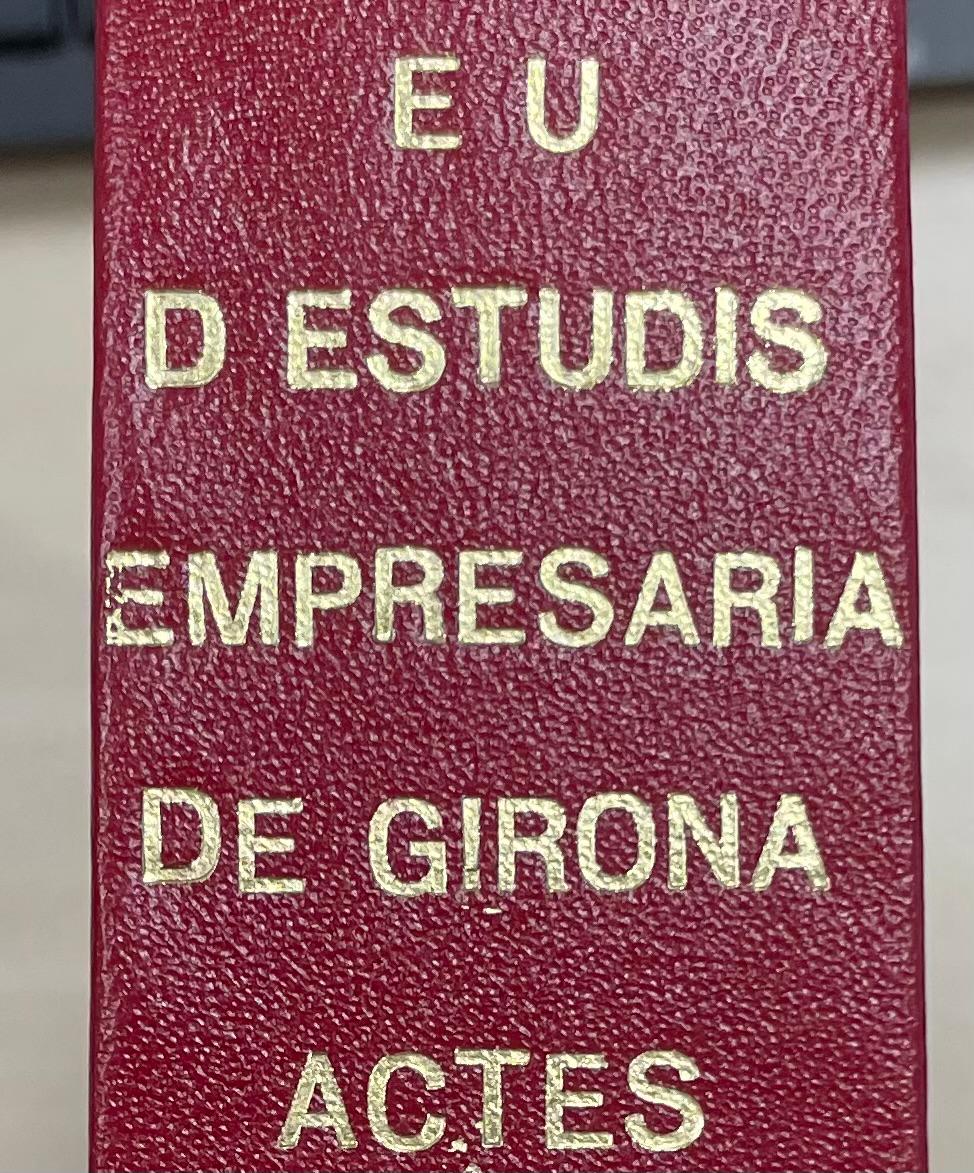 E U
D ESTUDIS
EMPRESARIA
DE GIRONA
ACTES